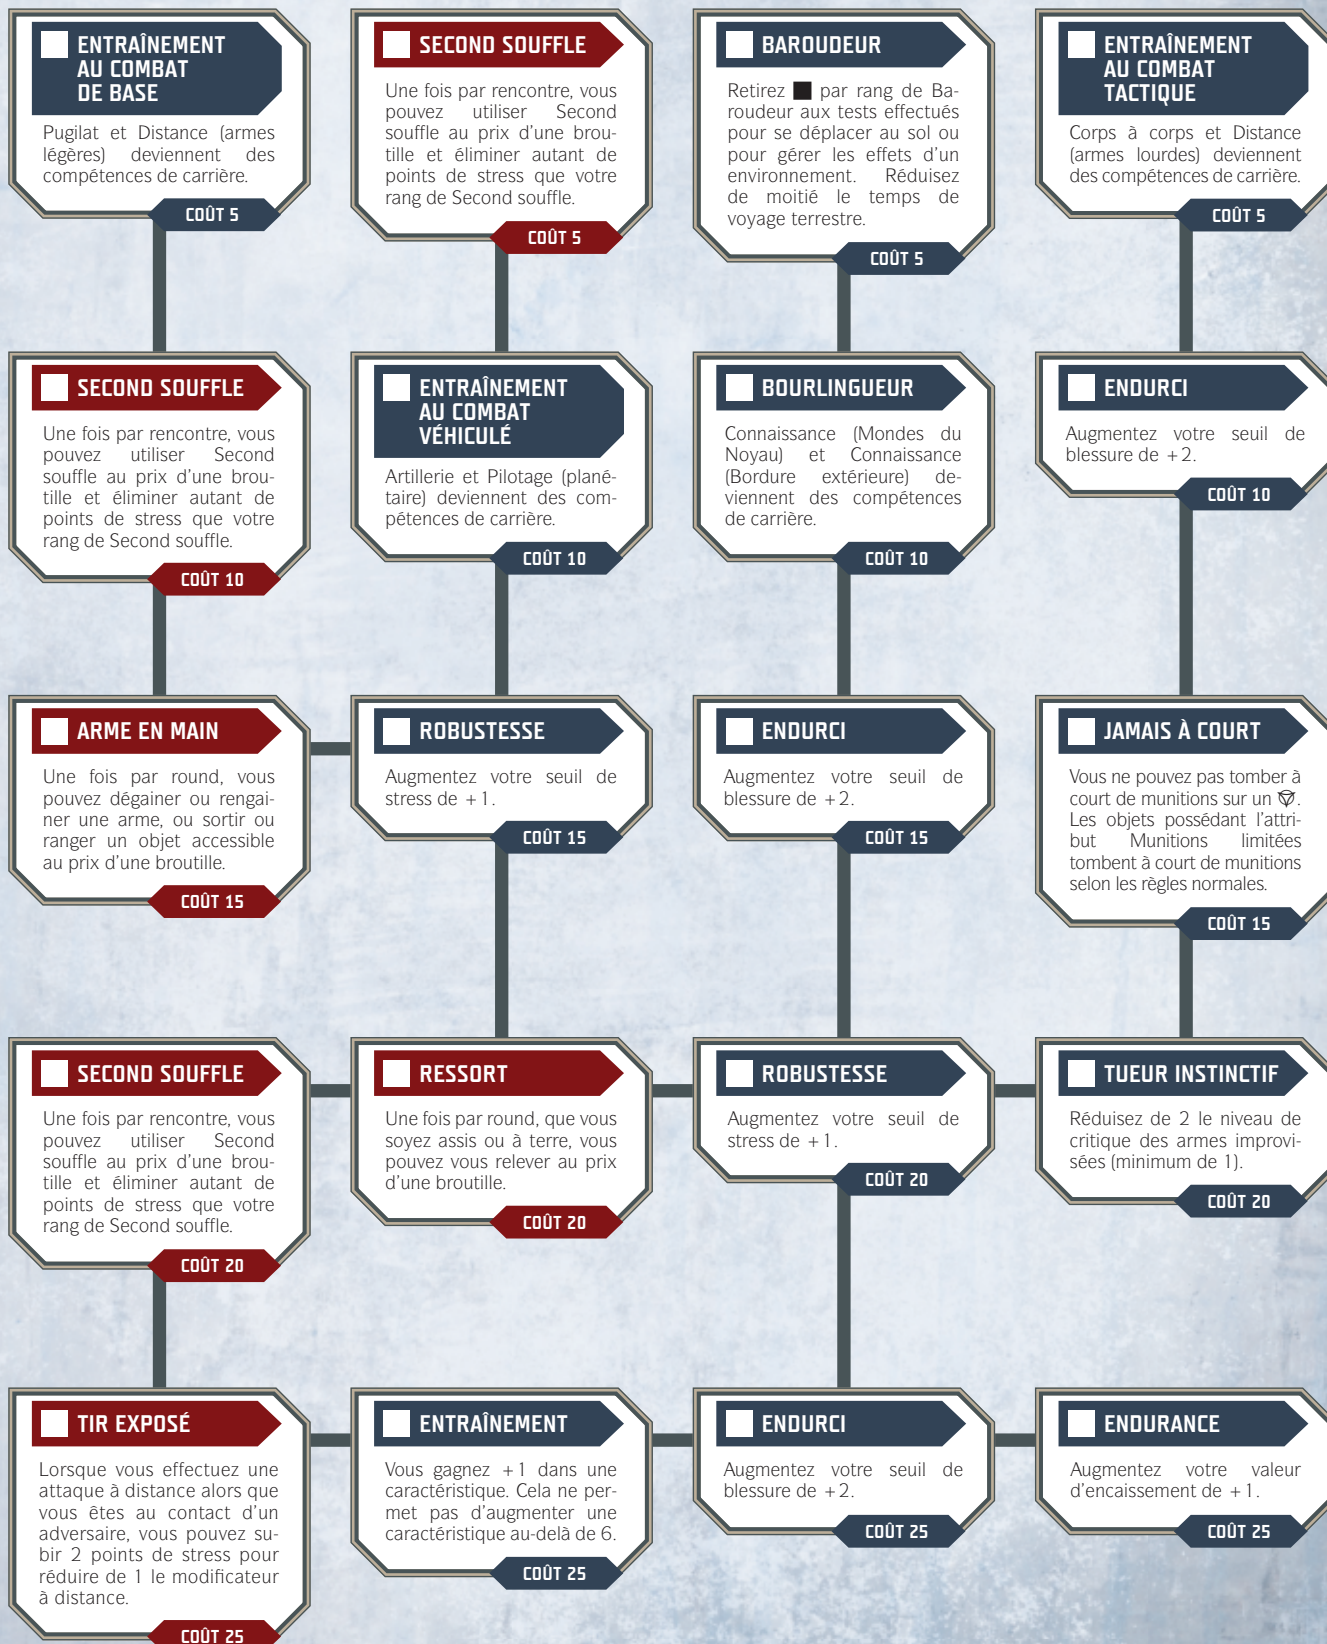 ENTRAÎNEMENT
AU COMBAT
DE BASE
Pugilat et Distance (armes
légères) deviennent des
compétences de carrière.
COÛT 5
SECOND SOUFFLE
Une fois par rencontre, vous
pouvez utiliser Second
souffle au prix d'une brou-
tille et éliminer autant de
points de stress que votre
rang de Second souffle.
COÛT 5
BAROUDEUR
Retirez ■ par rang de Ba-
roudeur aux tests effectués
pour se déplacer au sol ou
pour gérer les effets d'un
environnement. Réduisez
de moitié le temps de
voyage terrestre.
COÛT 5
ENTRAÎNEMENT
AU COMBAT
TACTIQUE
Corps à corps et Distance
(armes lourdes) deviennent
des compétences de carrière.
COÛT 5
SECOND SOUFFLE
Une fois par rencontre, vous
pouvez utiliser Second
souffle au prix d'une brou-
tille et éliminer autant de
points de stress que votre
rang de Second souffle.
COÛT 10
ENTRAÎNEMENT
AU COMBAT
VÉHICULÉ
Artillerie et Pilotage (plané-
taire) deviennent des com-
pétences de carrière.
COÛT 10
BOURLINGUEUR
Connaissance (Mondes du
Noyau) et Connaissance
(Bordure extérieure) de-
viennent des compétences
de carrière.
COÛT 10
ENDURCI
Augmentez votre seuil de
blessure de +2.
COÛT 10
ARME EN MAIN
Une fois par round, vous
pouvez dégainer ou rengai-
ner une arme, ou sortir ou
ranger un objet accessible
au prix d'une broutille.
COÛT 15
ROBUSTESSE
Augmentez votre seuil de
stress de +1.
COÛT 15
ENDURCI
Augmentez votre seuil de
blessure de +2.
COÛT 15
JAMAIS À COURT
Vous ne pouvez pas tomber à
court de munitions sur un .
Les objets possédant l'attri-
but Munitions limitées
tombent à court de munitions
selon les règles normales.
COÛT 15
SECOND SOUFFLE
Une fois par rencontre, vous
pouvez utiliser Second
souffle au prix d'une brou-
tille et éliminer autant de
points de stress que votre
rang de Second souffle.
COÛT 20
RESSORT
Une fois par round, que vous
soyez assis ou à terre, vous
pouvez vous relever au prix
d'une broutille.
COÛT 20
ROBUSTESSE
Augmentez votre seuil de
stress de +1.
COÛT 20
TUEUR INSTINCTIF
Réduisez de 2 le niveau de
critique des armes improvi-
sées (minimum de 1).
COÛT 20
TIR EXPOSÉ
Lorsque vous effectuez une
attaque à distance alors que
vous êtes au contact d'un
adversaire, vous pouvez su-
bir 2 points de stress pour
réduire de 1 le modificateur
à distance.
COÛT 25
ENTRAÎNEMENT
Vous gagnez +1 dans une
caractéristique. Cela ne per-
met pas d'augmenter une
caractéristique au-delà de 6.
COÛT 25
ENDURCI
Augmentez votre seuil de
blessure de +2.
COÛT 25
ENDURANCE
Augmentez votre valeur
d'encaissement de +1.
COÛT 25